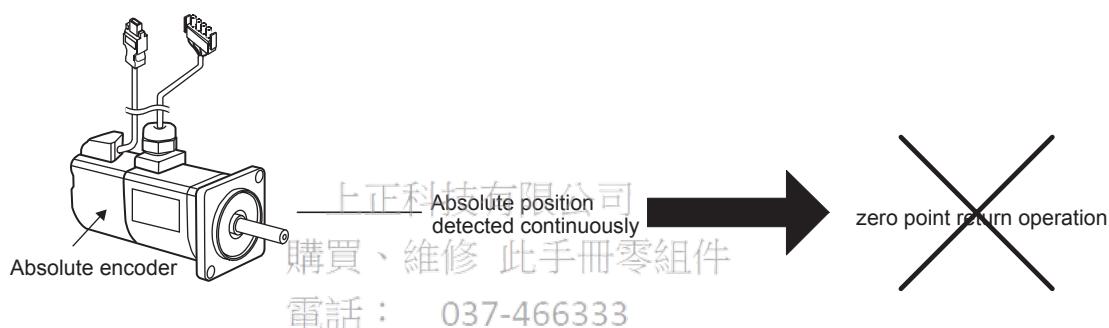 上正科技有限公司
Absolute position
detected continuously
zero point return operation
Absolute encoder
購買、維修 此手冊零組件
電話： 037-466333